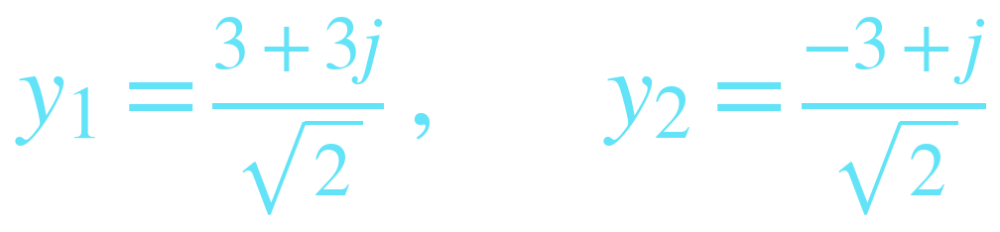 y₁ = (3 + 3j)/√2 , y₂ = (−3 + j)/√2